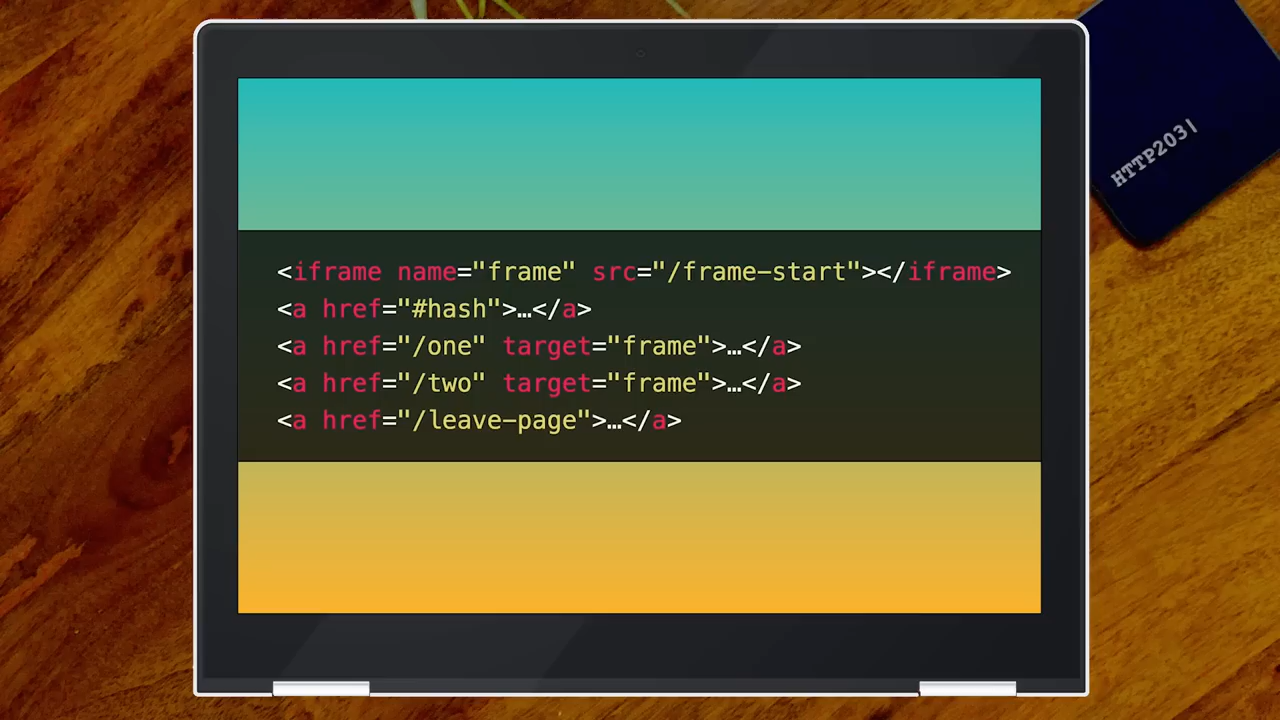 HTTP203|
<iframe name="frame" src="/frame-start"></iframe>
<a href="#hash">…</a>
<a href="/one" target="frame">…</a>
<a href="/two" target="frame">…</a>
<a href="/leave-page">…</a>